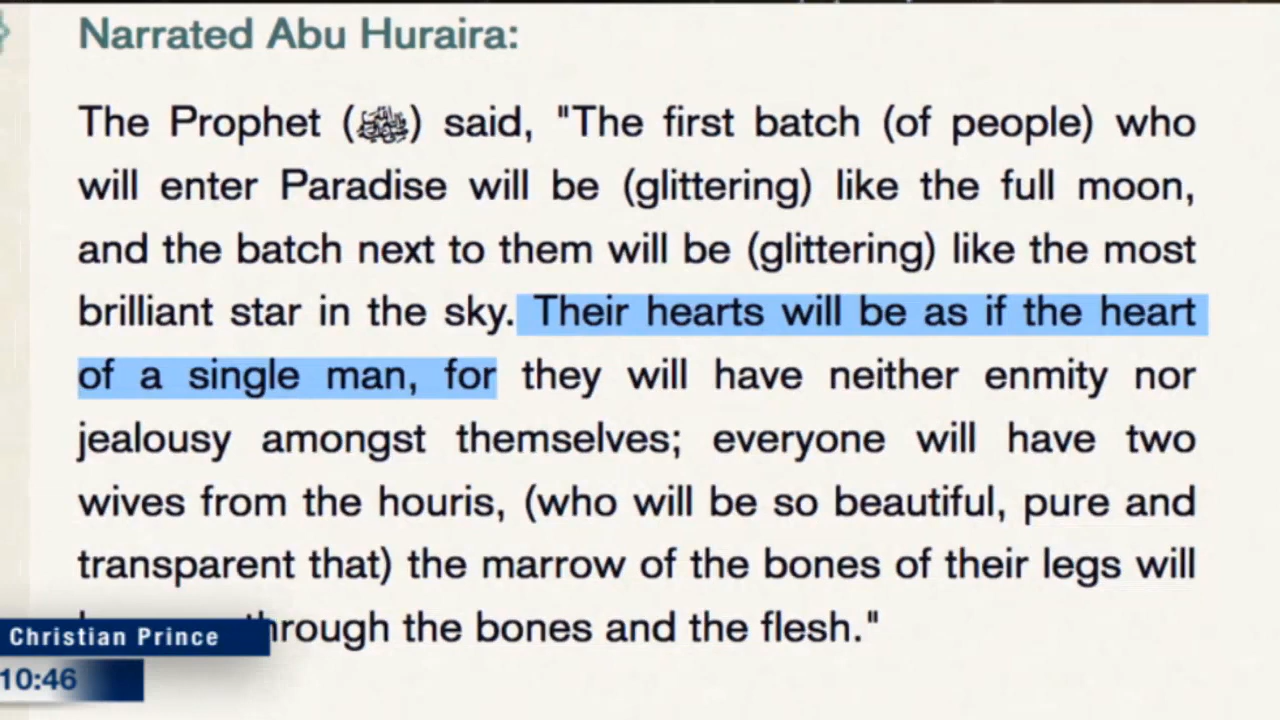 Narrated Abu Huraira:
The Prophet (ﷺ) said, "The first batch (of people) who
will enter Paradise will be (glittering) like the full moon,
and the batch next to them will be (glittering) like the most
brilliant star in the sky. Their hearts will be as if the heart
of a single man, for they will have neither enmity nor
jealousy amongst themselves; everyone will have two
wives from the houris, (who will be so beautiful, pure and
transparent that) the marrow of the bones of their legs will
through the bones and the flesh."
Christian Prince
10:46